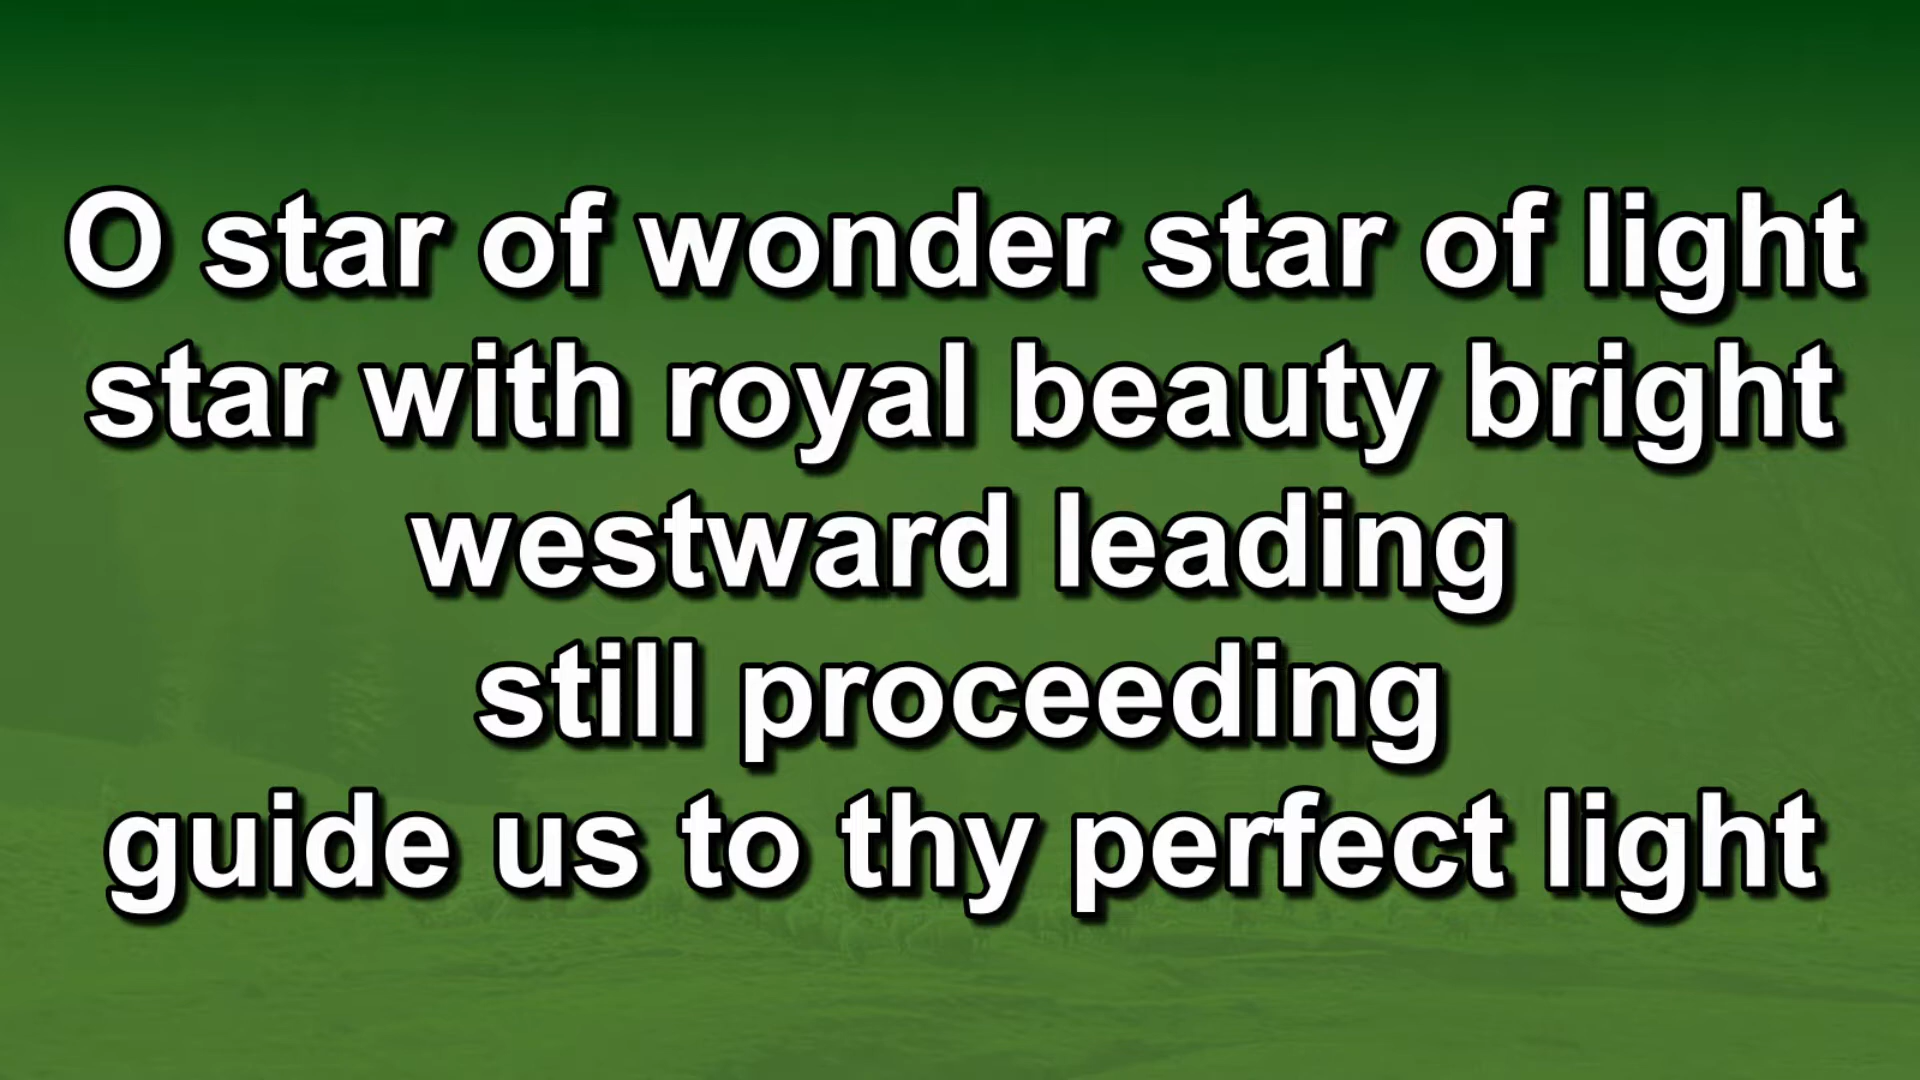 O star of wonder star of light
star with royal beauty bright
westward leading
still proceeding
guide us to thy perfect light